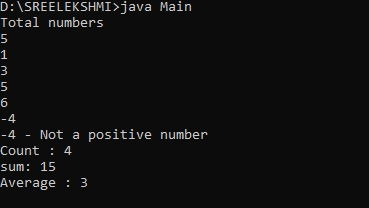 D:\SREELEKSHMI>java Main
Total numbers
5
1
3
5
6
-4
-4 - Not a positive number
Count : 4
sum: 15
Average : 3